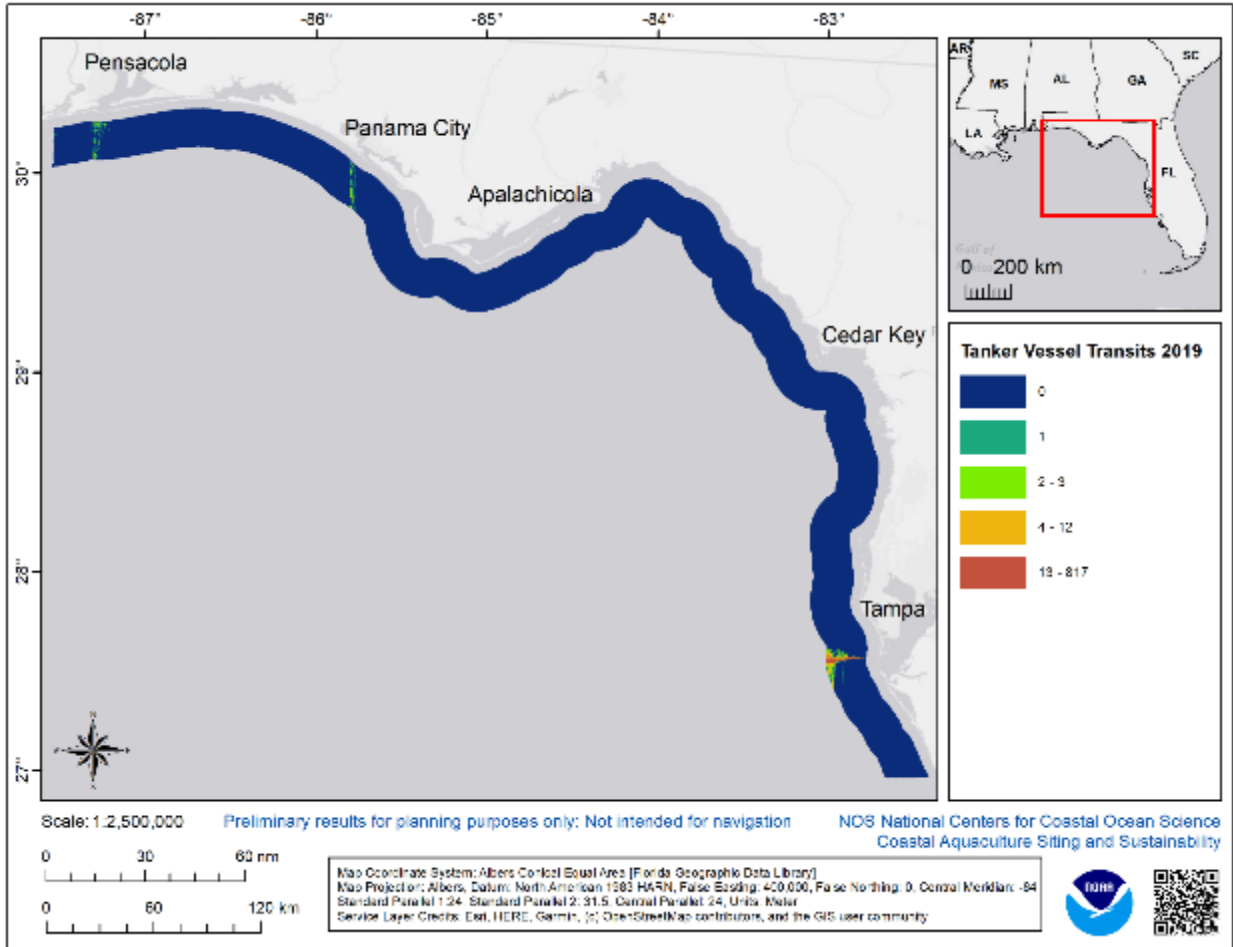 -87°
-86°
-85°
-84°
-83°
Pensacola
Panama City
Apalachicola
Cedar Key
Tampa
30°
29°
28°
27°
AR
MS
AL
GA
SC
LA
FL
Gulf of
0 200 km
Tanker Vessel Transits 2019
0
1
2 - 3
4 - 12
13 - 817
N
Scale: 1:2,500,000
Preliminary results for planning purposes only: Not intended for navigation
NOS National Centers for Coastal Ocean Science
Coastal Aquaculture Siting and Sustainability
0 30 60 nm
0 60 120 km
Map Coordinate System: Albers Conical Equal Area [Florida Geographic Data Library]
Map Projection: Albers, Datum: North American 1983 HARN, False Easting: 400,000, False Northing: 0, Central Meridian: -84
Standard Parallel 1:24, Standard Parallel 2: 31.5, Central Parallel: 24, Units: Meter
Service Layer Credits: Esri, HERE, Garmin, (c) OpenStreetMap contributors, and the GIS user community
NOAA